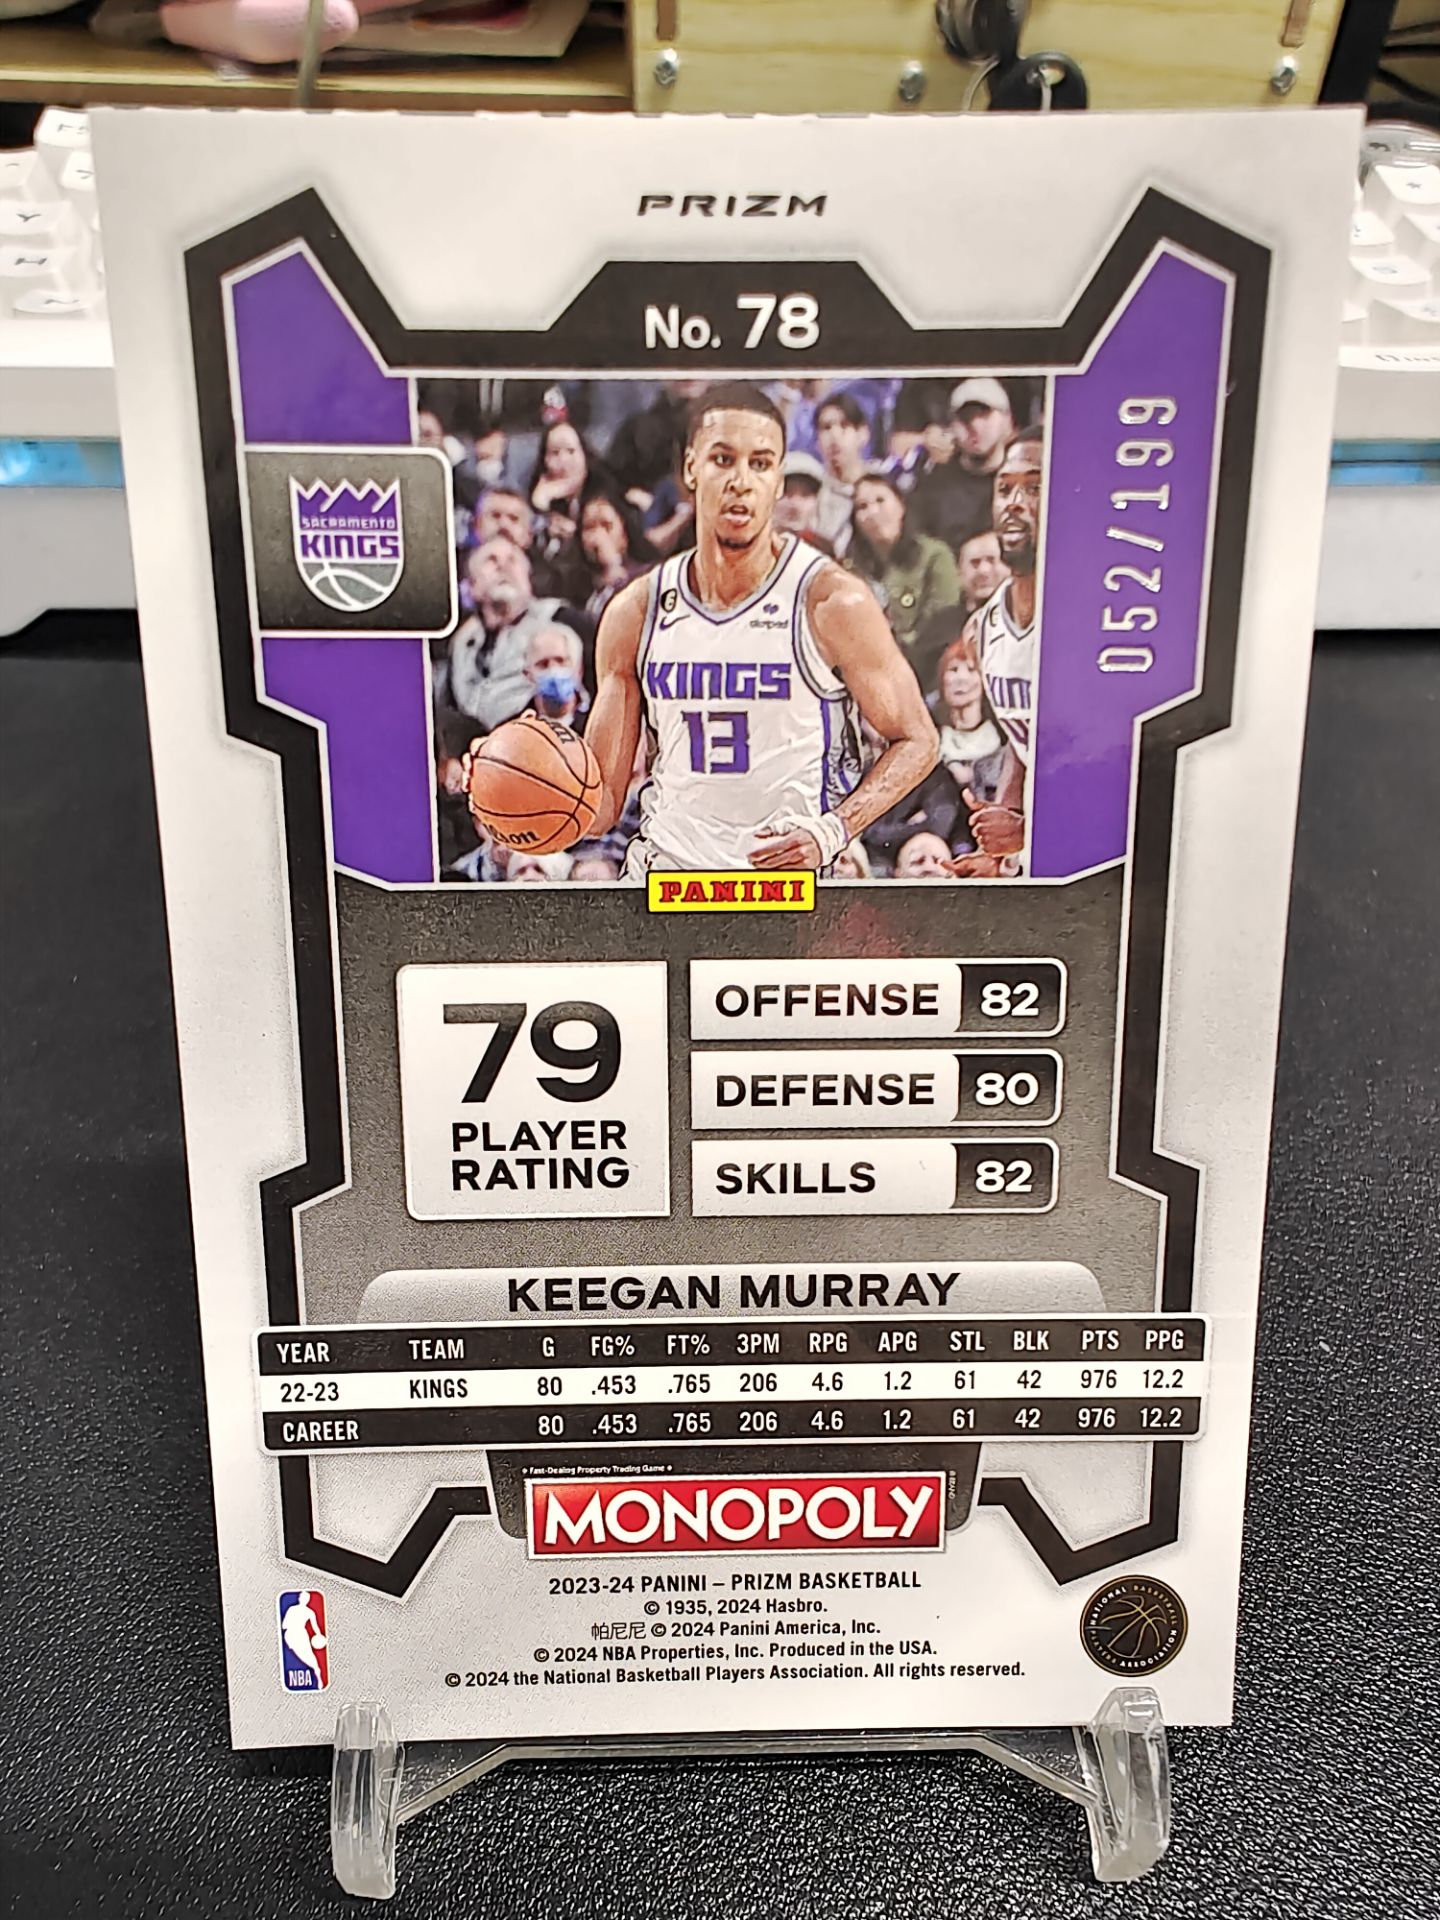 PRIZM
No. 78
052/199
SACRAMENTO
KINGS
KINGS
13
PANINI
79
PLAYER
RATING
OFFENSE 82
DEFENSE 80
SKILLS 82
KEEGAN MURRAY
YEAR TEAM G FG% FT% 3PM RPG APG STL BLK PTS PPG
22-23 KINGS 80 .453 .765 206 4.6 1.2 61 42 976 12.2
CAREER 80 .453 .765 206 4.6 1.2 61 42 976 12.2
Fast-Dealing Property Trading Game
MONOPOLY
2023-24 PANINI – PRIZM BASKETBALL
© 1935, 2024 Hasbro.
帕尼尼 © 2024 Panini America, Inc.
© 2024 NBA Properties, Inc. Produced in the USA.
© 2024 the National Basketball Players Association. All rights reserved.
NBA
NATIONAL BASKETBALL PLAYERS ASSOCIATION